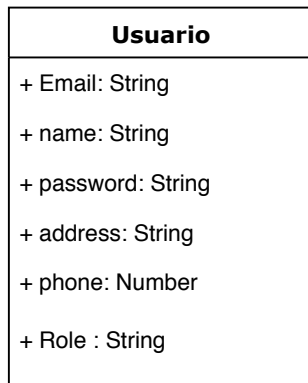 Usuario
+ Email: String
+ name: String
+ password: String
+ address: String
+ phone: Number
+ Role : String